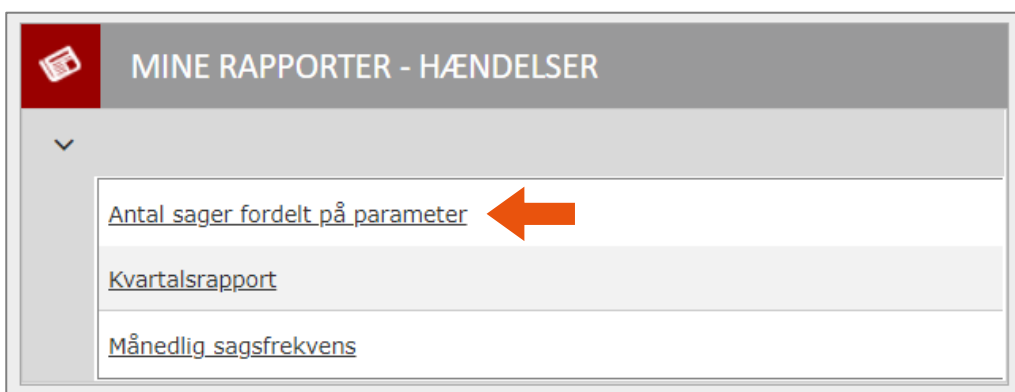 MINE RAPPORTER - HÆNDELSER
Antal sager fordelt på parameter
Kvartalsrapport
Månedlig sagsfrekvens